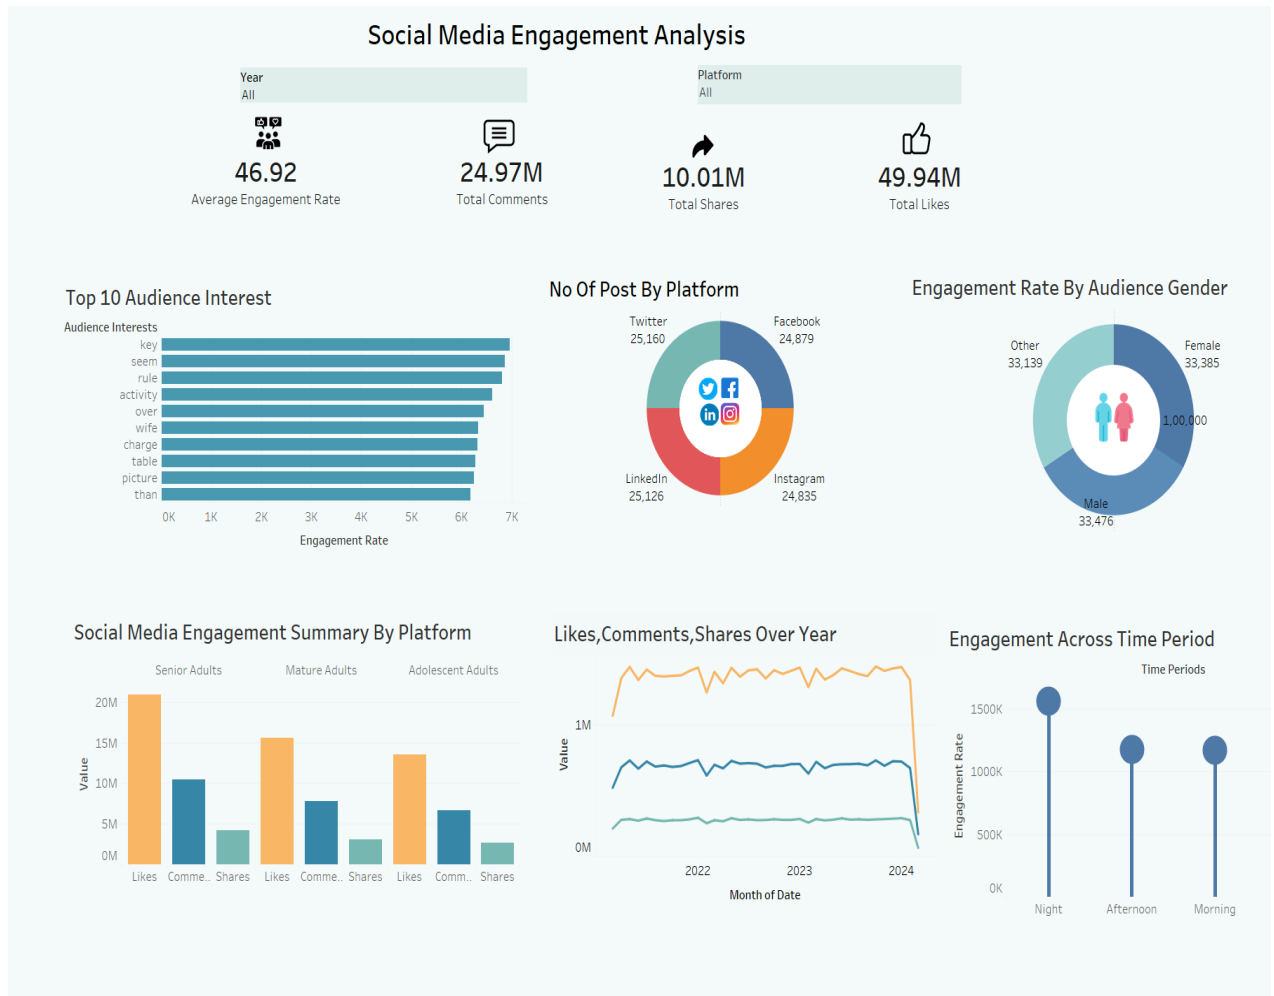 Social Media Engagement Analysis
Year
All
Platform
All
46.92
Average Engagement Rate
24.97M
Total Comments
10.01M
Total Shares
49.94M
Total Likes
Top 10 Audience Interest
Audience Interests
key
seem
rule
activity
over
wife
charge
table
picture
than
0K 1K 2K 3K 4K 5K 6K 7K
Engagement Rate
No Of Post By Platform
Twitter
25,160
Facebook
24,879
LinkedIn
25,126
Instagram
24,835
in
Engagement Rate By Audience Gender
Other
33,139
Female
33,385
1,00,000
Male
33,476
Social Media Engagement Summary By Platform
Senior Adults Mature Adults Adolescent Adults
20M
15M
10M
5M
0M
Value
Likes Comme.. Shares Likes Comme.. Shares Likes Comm.. Shares
Likes,Comments,Shares Over Year
1M
0M
Value
2022 2023 2024
Month of Date
Engagement Across Time Period
Time Periods
1500K
1000K
500K
0K
Engagement Rate
Night Afternoon Morning